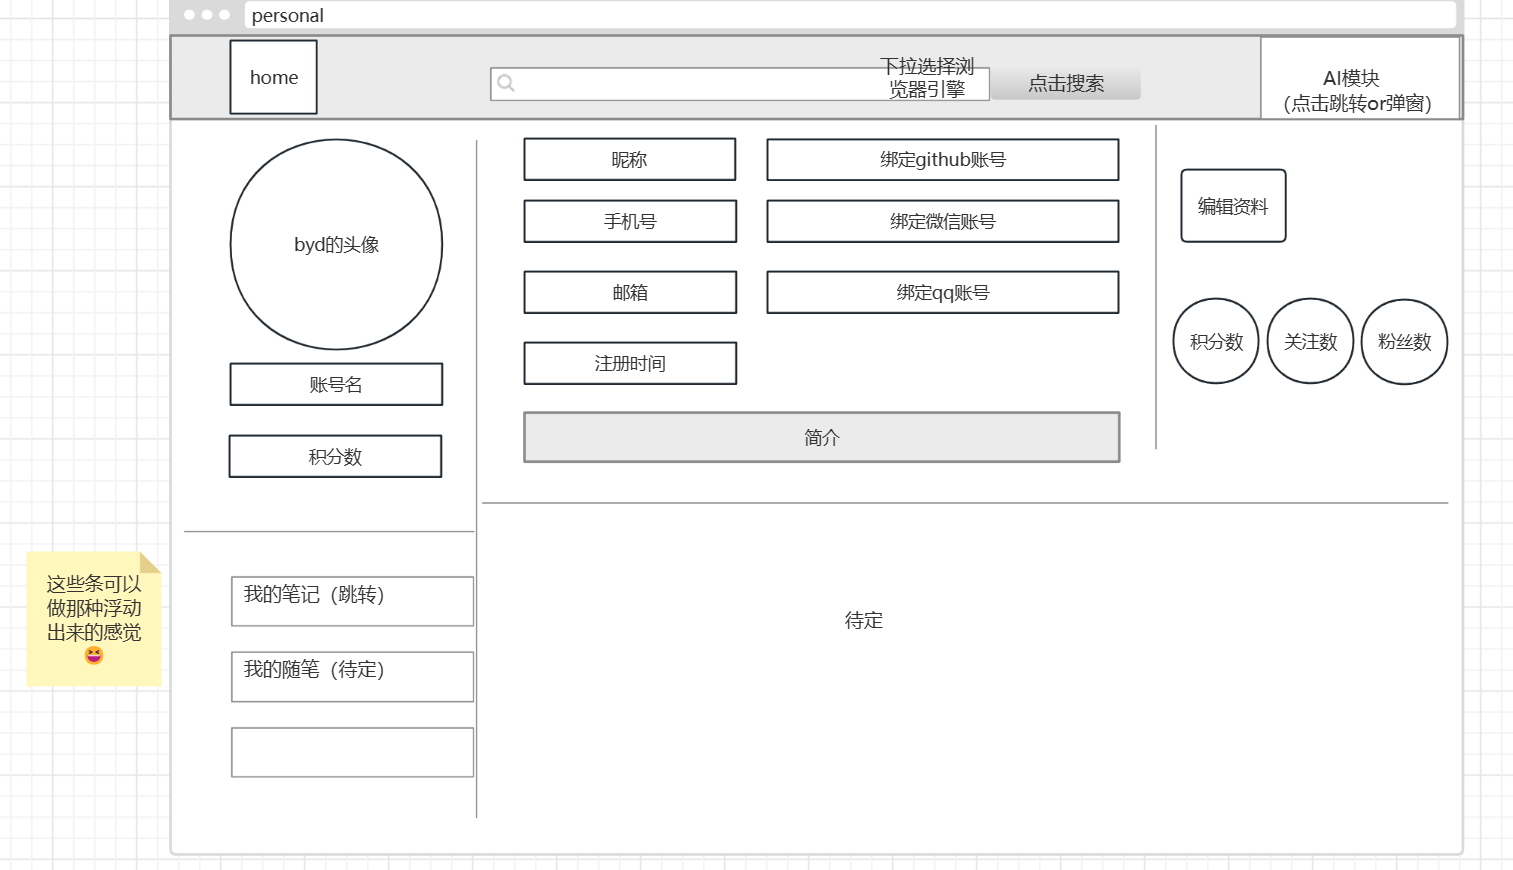 personal
home
下拉选择浏
览器引擎
点击搜索
AI模块
（点击跳转or弹窗）
byd的头像
账号名
积分数
昵称
绑定github账号
手机号
绑定微信账号
邮箱
绑定qq账号
注册时间
简介
编辑资料
积分数
关注数
粉丝数
这些条可以
做那种浮动
出来的感觉
😆
我的笔记（跳转）
我的随笔（待定）
待定